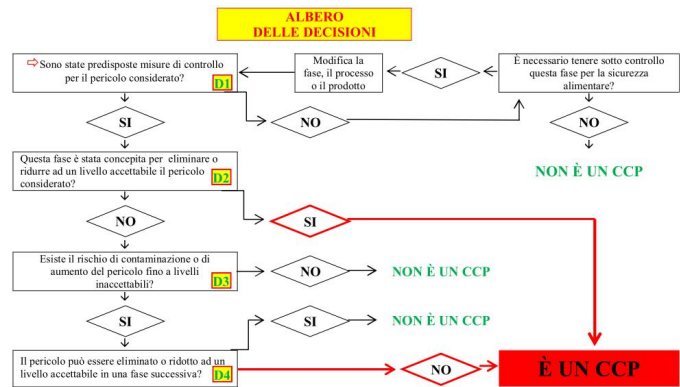 ALBERO
DELLE DECISIONI
Sono state predisposte misure di controllo
per il pericolo considerato?
D1
Modifica la
fase, il processo
o il prodotto
SI
È necessario tenere sotto controllo
questa fase per la sicurezza
alimentare?
SI
NO
NO
NON È UN CCP
Questa fase è stata concepita per eliminare o
ridurre ad un livello accettabile il pericolo
considerato?
D2
NO
SI
Esiste il rischio di contaminazione o di
aumento del pericolo fino a livelli
inaccettabili?
D3
NO
NON È UN CCP
SI
SI
NON È UN CCP
Il pericolo può essere eliminato o ridotto ad un
livello accettabile in una fase successiva?
D4
NO
È UN CCP